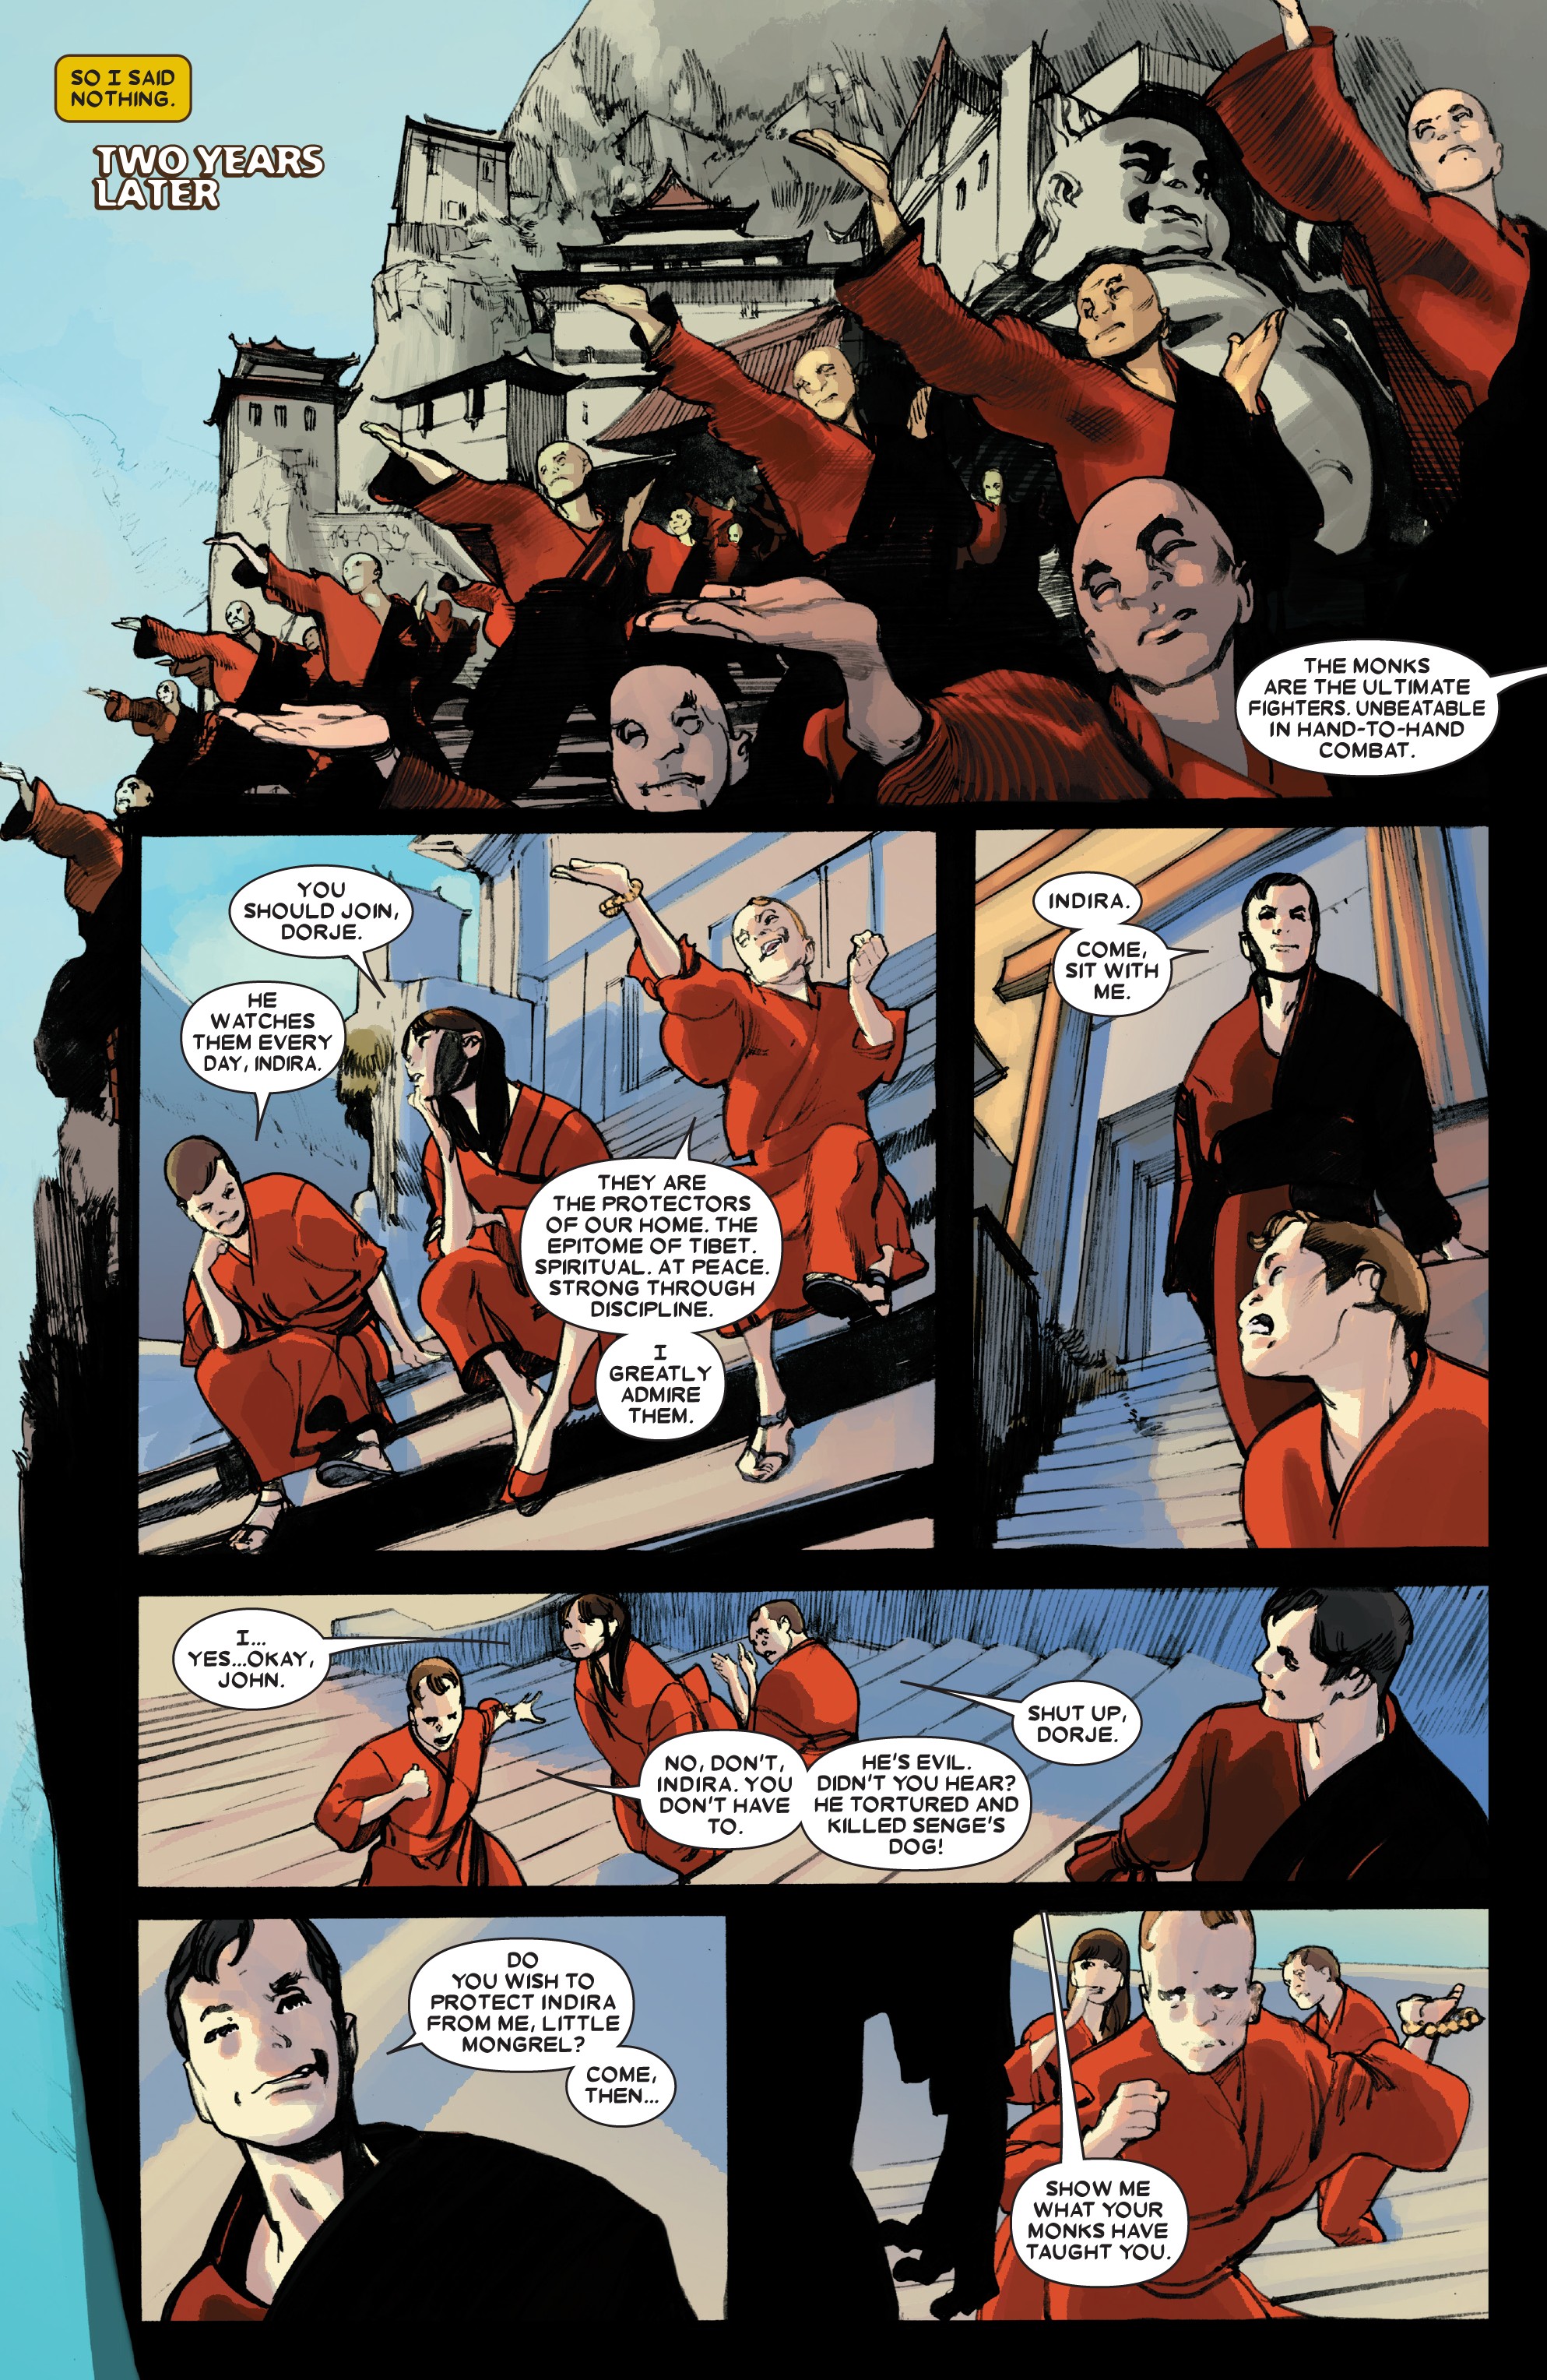 SO I SAID
NOTHING.
TWO YEARS
LATER
THE MONKS
ARE THE ULTIMATE
FIGHTERS. UNBEATABLE
IN HAND-TO-HAND
COMBAT.
YOU
SHOULD JOIN,
DORJE.
HE
WATCHES
THEM EVERY
DAY, INDIRA.
THEY ARE
THE PROTECTORS
OF OUR HOME. THE
EPITOME OF TIBET.
SPIRITUAL. AT PEACE.
STRONG THROUGH
DISCIPLINE.
I
GREATLY
ADMIRE
THEM.
INDIRA.
COME,
SIT WITH
ME.
I...
YES...OKAY,
JOHN.
NO, DON'T,
INDIRA. YOU
DON'T HAVE
TO.
HE'S EVIL.
DIDN'T YOU HEAR?
HE TORTURED AND
KILLED SENGE'S
DOG!
SHUT UP,
DORJE.
DO
YOU WISH TO
PROTECT INDIRA
FROM ME, LITTLE
MONGREL?
COME,
THEN...
SHOW ME
WHAT YOUR
MONKS HAVE
TAUGHT YOU.